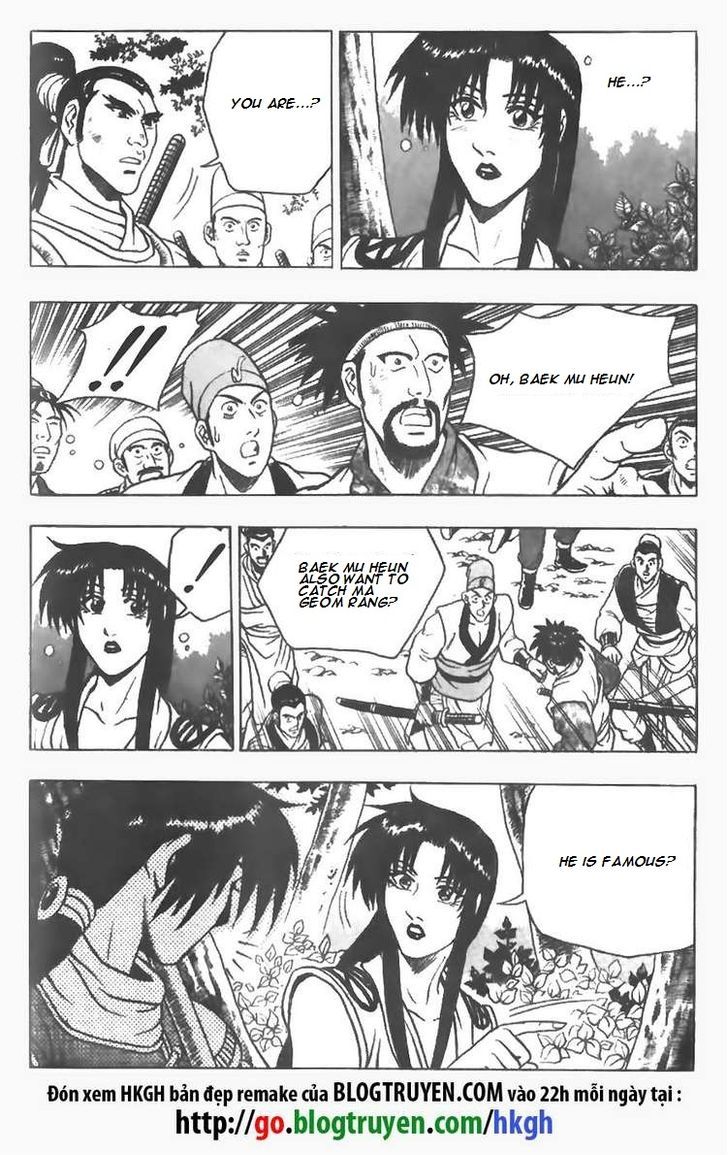 YOU ARE...?
HE...?
!!
OH, BAEK MU HEUN!
!
BAEK MU HEUN
ALSO WANT TO
CATCH MA
GEOM RANG?
HE IS FAMOUS?
Đón xem HKGH bản đẹp remake của BLOGTRUYEN.COM vào 22h mỗi ngày tại :
http://go.blogtruyen.com/hkgh